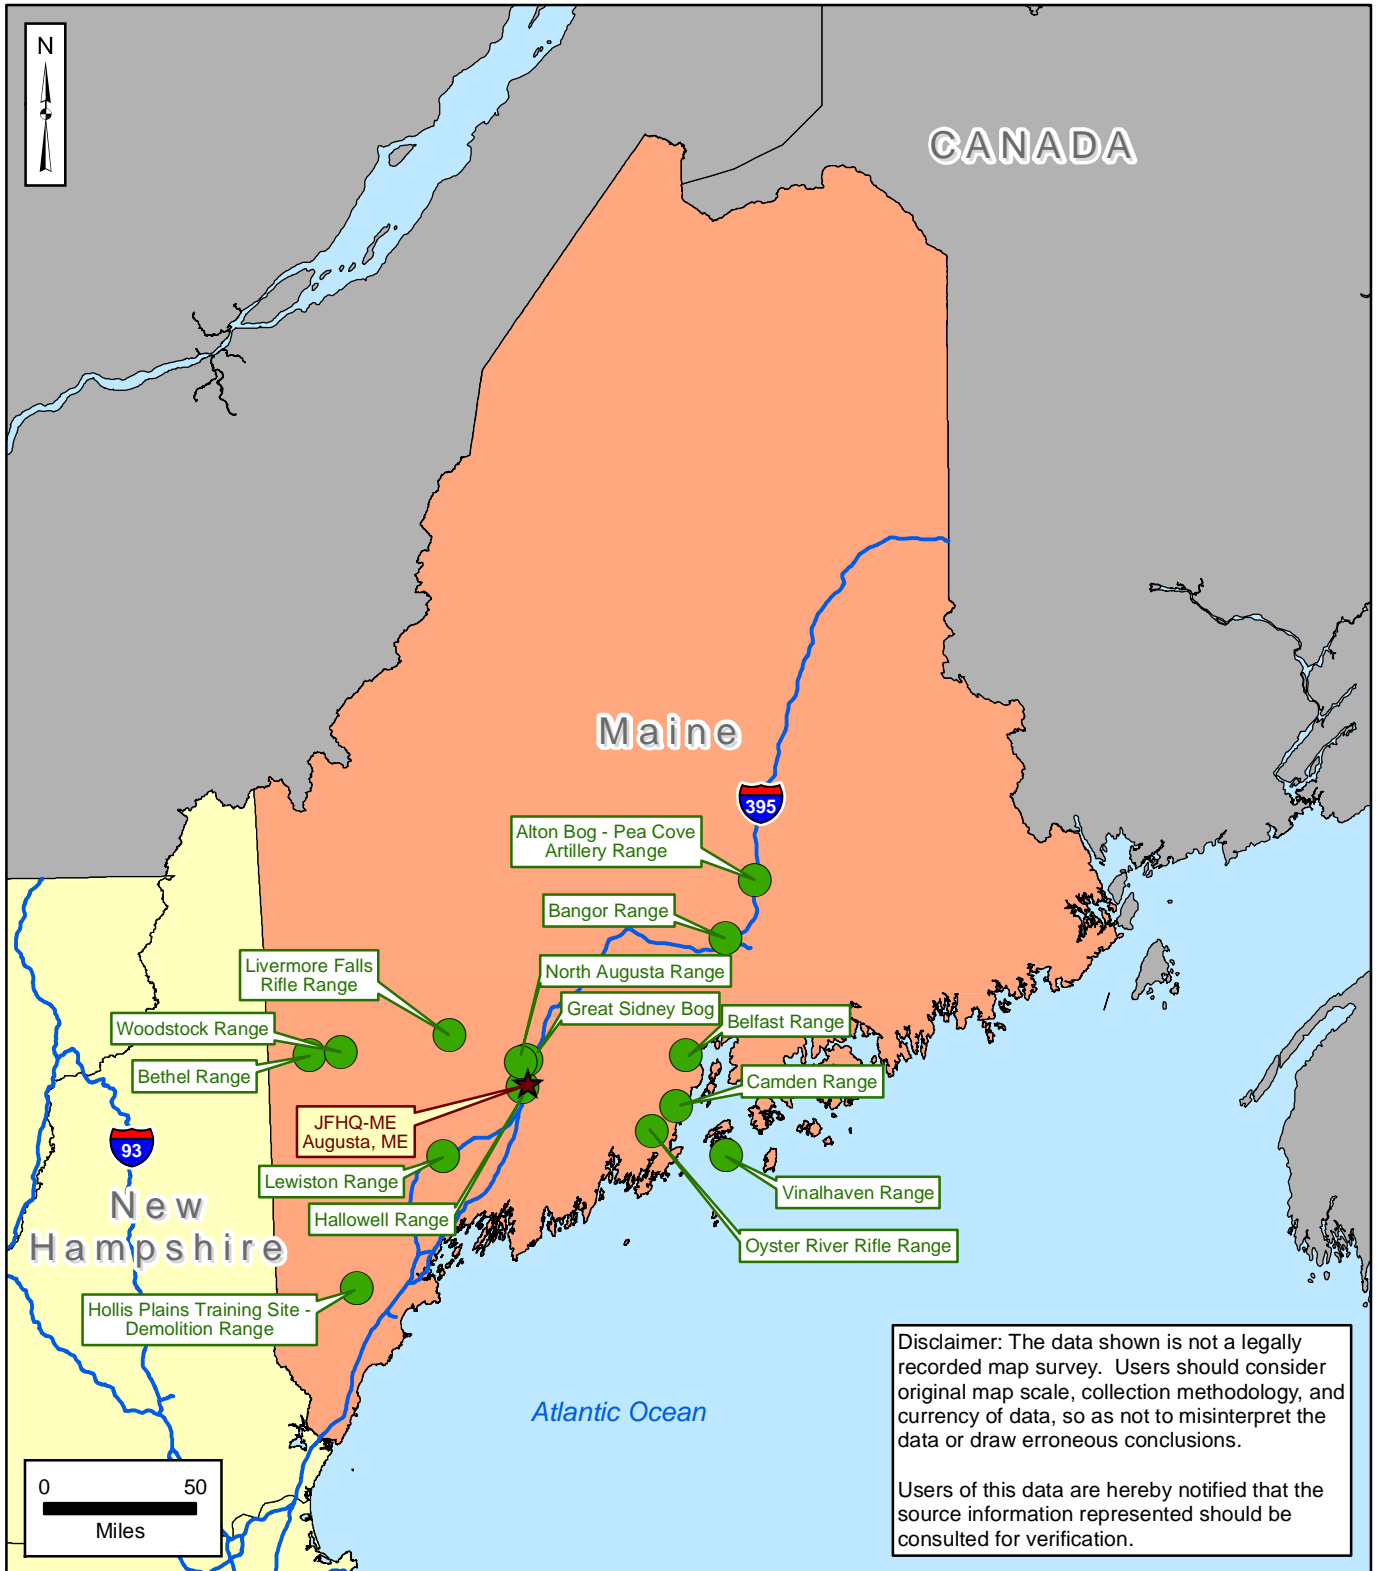 N
CANADA
Maine
395
Alton Bog - Pea Cove
Artillery Range
Bangor Range
Livermore Falls
Rifle Range
North Augusta Range
Great Sidney Bog
Belfast Range
Woodstock Range
Bethel Range
Camden Range
JFHQ-ME
Augusta, ME
93
Lewiston Range
Vinalhaven Range
New
Hampshire
Hallowell Range
Oyster River Rifle Range
Hollis Plains Training Site -
Demolition Range
Atlantic Ocean
Disclaimer: The data shown is not a legally
recorded map survey. Users should consider
original map scale, collection methodology, and
currency of data, so as not to misinterpret the
data or draw erroneous conclusions.
Users of this data are hereby notified that the
source information represented should be
consulted for verification.
0 50
Miles